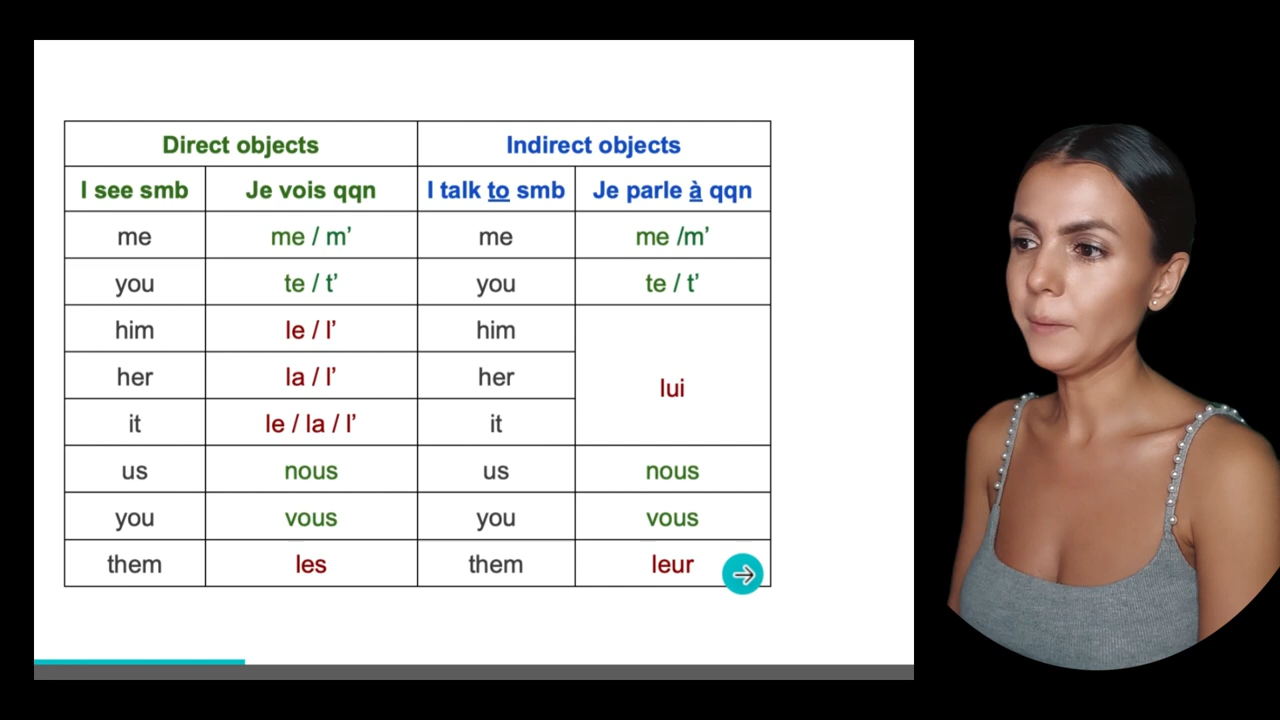 Direct objects Indirect objects
I see smb Je vois qqn I talk to smb Je parle à qqn
me me / m’ me me /m’
you te / t’ you te / t’
him le / l’ him
her la / l’ her lui
it le / la / l’ it
us nous us nous
you vous you vous
them les them leur